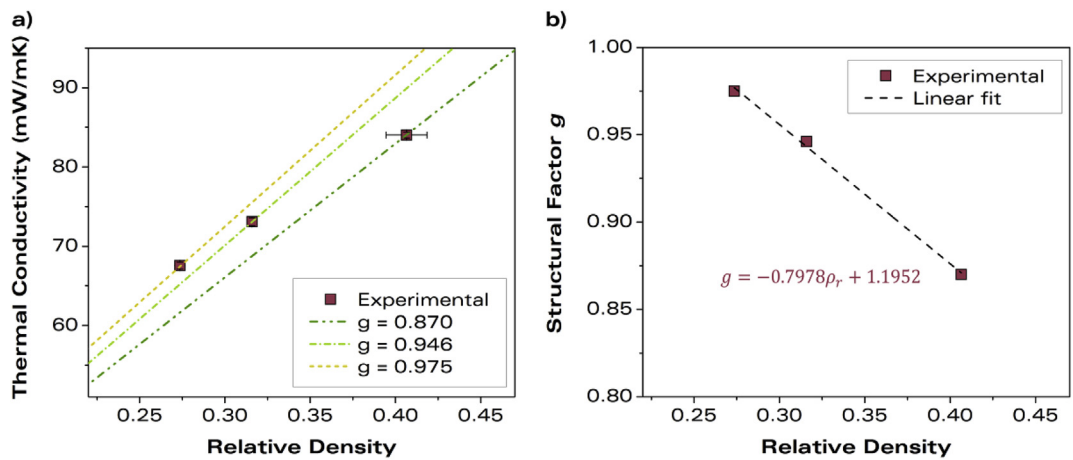 a)
Thermal Conductivity (mW/mK)
90
80
70
60
0.25
0.30
0.35
0.40
0.45
Relative Density
Experimental
g = 0.870
g = 0.946
g = 0.975
b)
Structural Factor g
1.00
0.95
0.90
0.85
0.80
0.25
0.30
0.35
0.40
0.45
Relative Density
Experimental
Linear fit
g = −0.7978ρᵣ + 1.1952